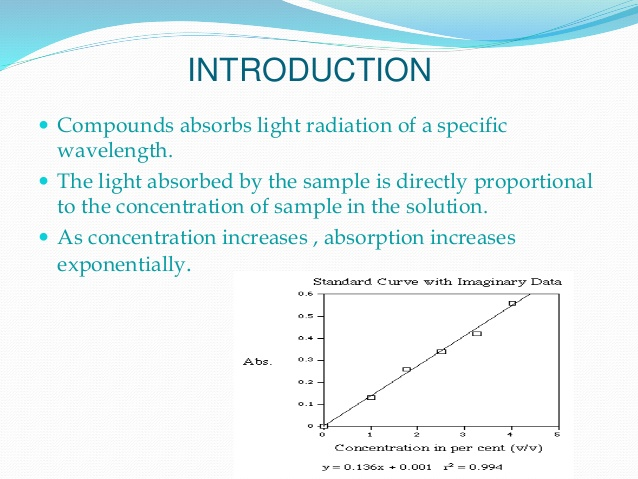 INTRODUCTION
Compounds absorbs light radiation of a specific
wavelength.
The light absorbed by the sample is directly proportional
to the concentration of sample in the solution.
As concentration increases , absorption increases
exponentially.
Standard Curve with Imaginary Data
0.6
0.5
0.4
0.3
0.2
0.1
0
Abs.
0 1 2 3 4 5
Concentration in per cent (v/v)
y = 0.136x + 0.001 r² = 0.994